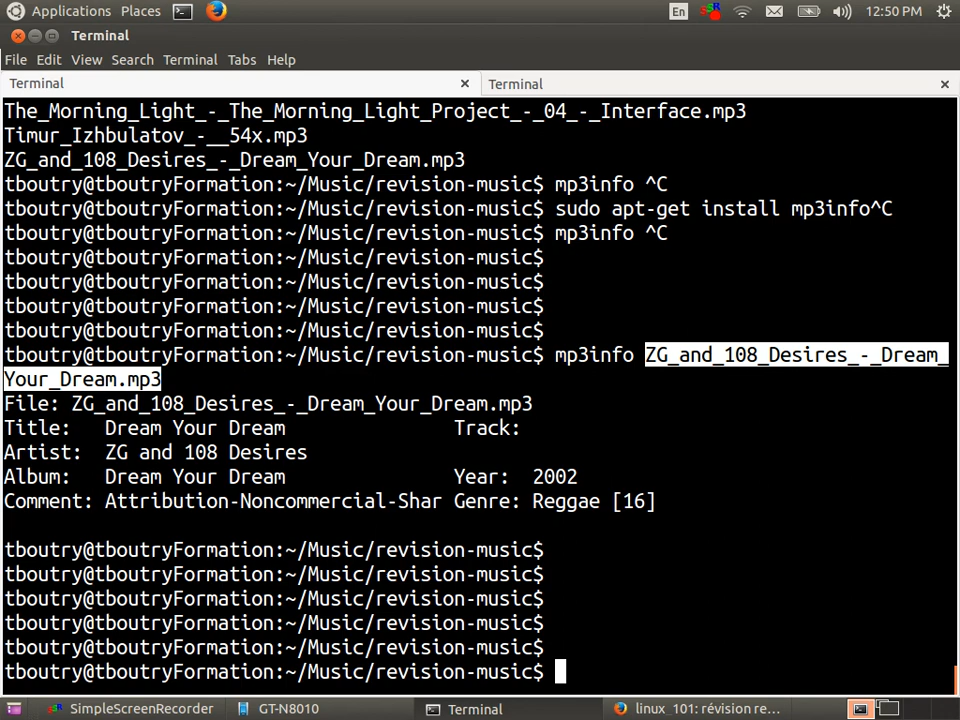 Applications Places En 12:50 PM
Terminal
File Edit View Search Terminal Tabs Help
Terminal × Terminal ×
The_Morning_Light_-_The_Morning_Light_Project_-_04_-_Interface.mp3
Timur_Izhbulatov_-__54x.mp3
ZG_and_108_Desires_-_Dream_Your_Dream.mp3
tboutry@tboutryFormation:~/Music/revision-music$ mp3info ^C
tboutry@tboutryFormation:~/Music/revision-music$ sudo apt-get install mp3info^C
tboutry@tboutryFormation:~/Music/revision-music$ mp3info ^C
tboutry@tboutryFormation:~/Music/revision-music$
tboutry@tboutryFormation:~/Music/revision-music$
tboutry@tboutryFormation:~/Music/revision-music$
tboutry@tboutryFormation:~/Music/revision-music$
tboutry@tboutryFormation:~/Music/revision-music$ mp3info ZG_and_108_Desires_-_Dream_
Your_Dream.mp3
File: ZG_and_108_Desires_-_Dream_Your_Dream.mp3
Title:   Dream Your Dream               Track:
Artist:  ZG and 108 Desires
Album:   Dream Your Dream               Year:  2002
Comment: Attribution-Noncommercial-Shar Genre: Reggae [16]
tboutry@tboutryFormation:~/Music/revision-music$
tboutry@tboutryFormation:~/Music/revision-music$
tboutry@tboutryFormation:~/Music/revision-music$
tboutry@tboutryFormation:~/Music/revision-music$
tboutry@tboutryFormation:~/Music/revision-music$
tboutry@tboutryFormation:~/Music/revision-music$
SimpleScreenRecorder GT-N8010 Terminal linux_101: révision re...